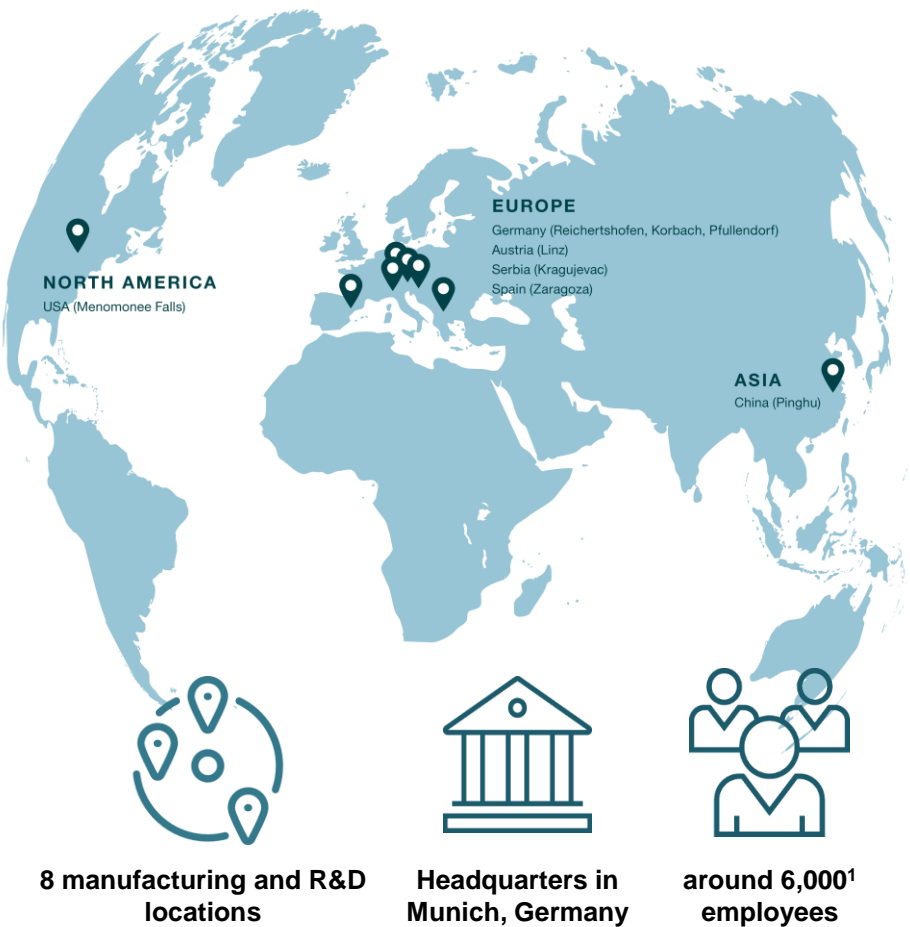 EUROPE
Germany (Reichertshofen, Korbach, Pfullendorf)
Austria (Linz)
Serbia (Kragujevac)
Spain (Zaragoza)
NORTH AMERICA
USA (Menomonee Falls)
ASIA
China (Pinghu)
8 manufacturing and R&D
locations
Headquarters in
Munich, Germany
around 6,000¹
employees